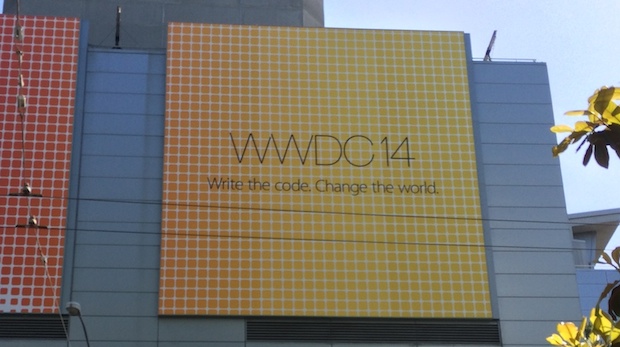 WWDC14
Write the code. Change the world.